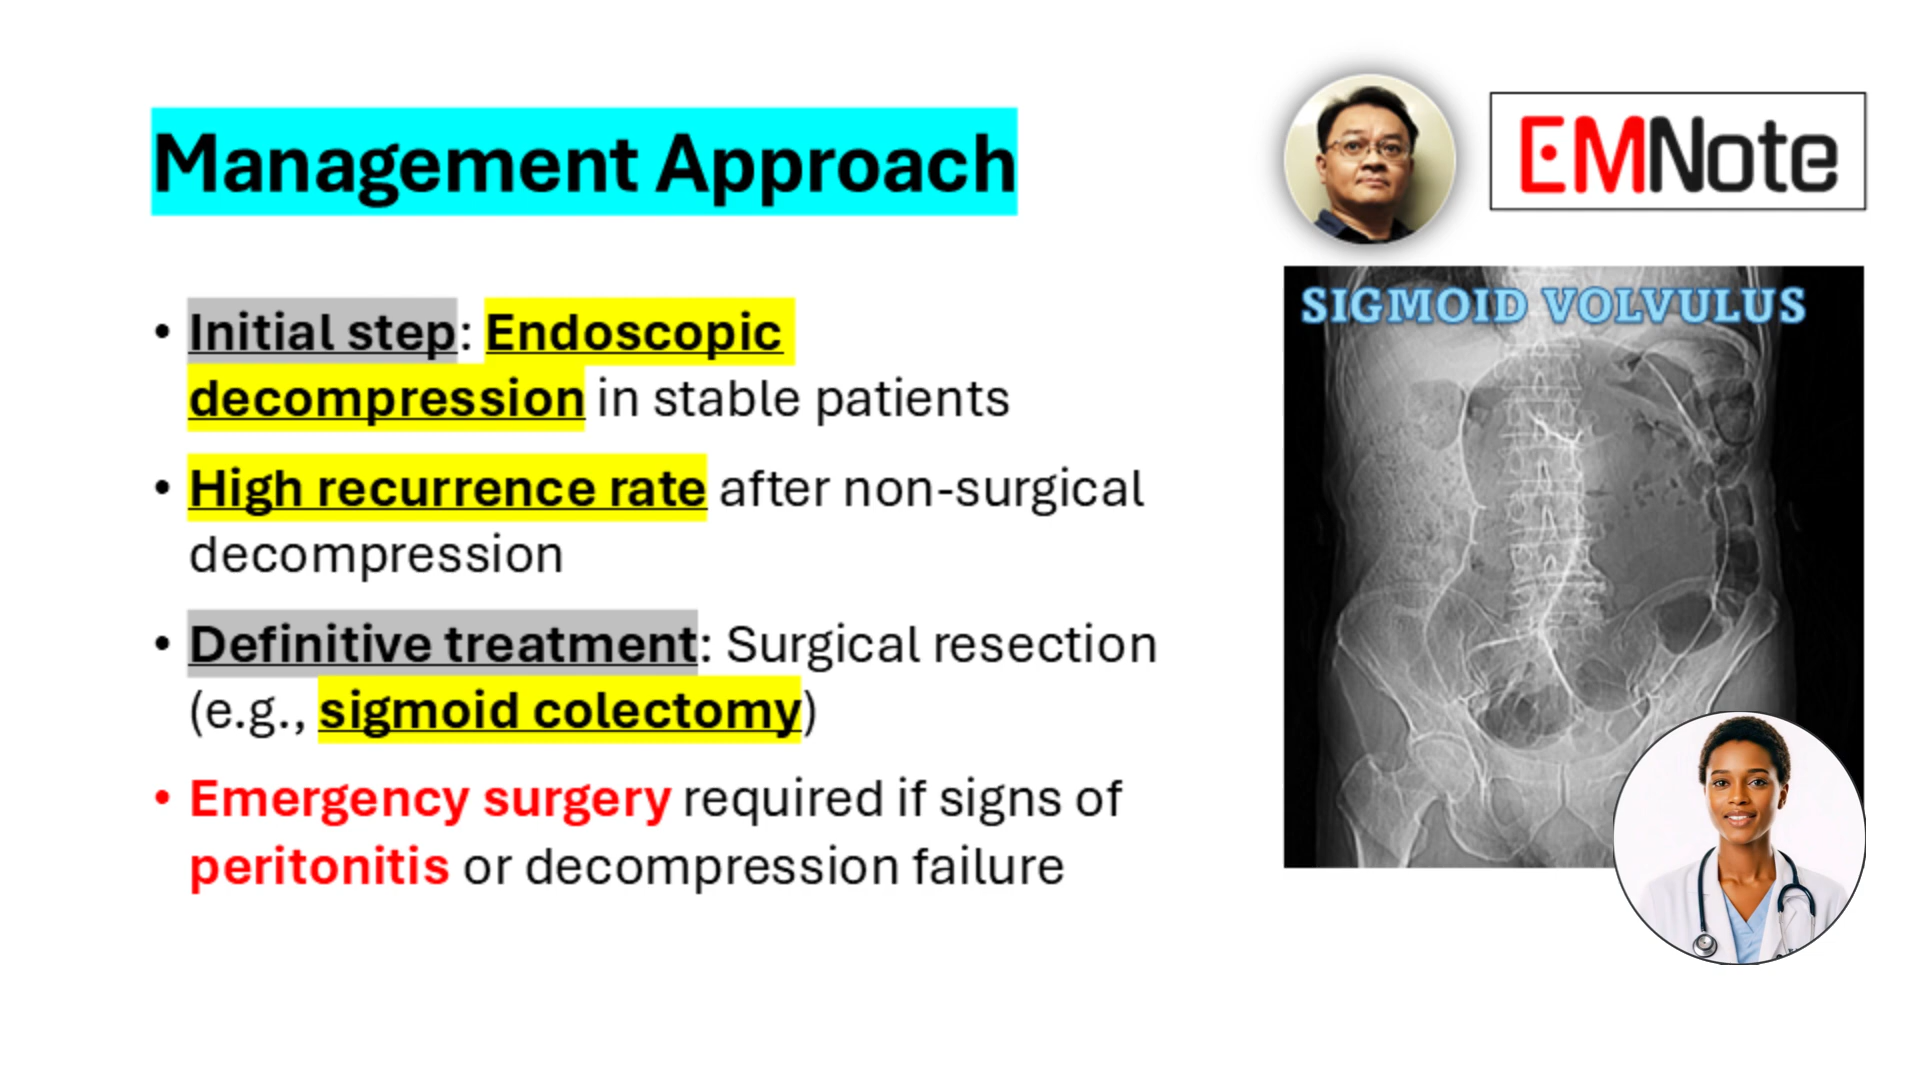 Management Approach
EMNote
SIGMOID VOLVULUS
• Initial step: Endoscopic
decompression in stable patients
• High recurrence rate after non-surgical
decompression
• Definitive treatment: Surgical resection
(e.g., sigmoid colectomy)
• Emergency surgery required if signs of
peritonitis or decompression failure